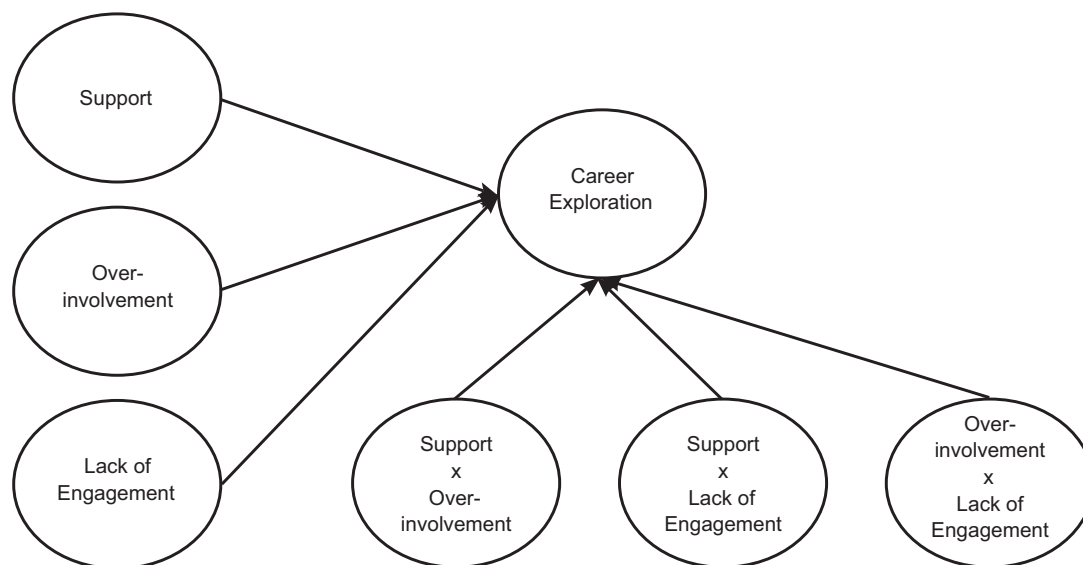 Support
Career
Exploration
Over-
involvement
Lack of
Engagement
Support
x
Over-
involvement
Support
x
Lack of
Engagement
Over-
involvement
x
Lack of
Engagement